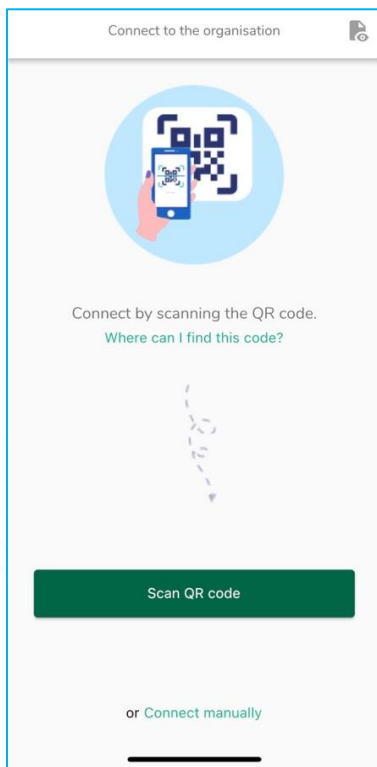 Connect to the organisation
Connect by scanning the QR code.
Where can I find this code?
Scan QR code
or Connect manually